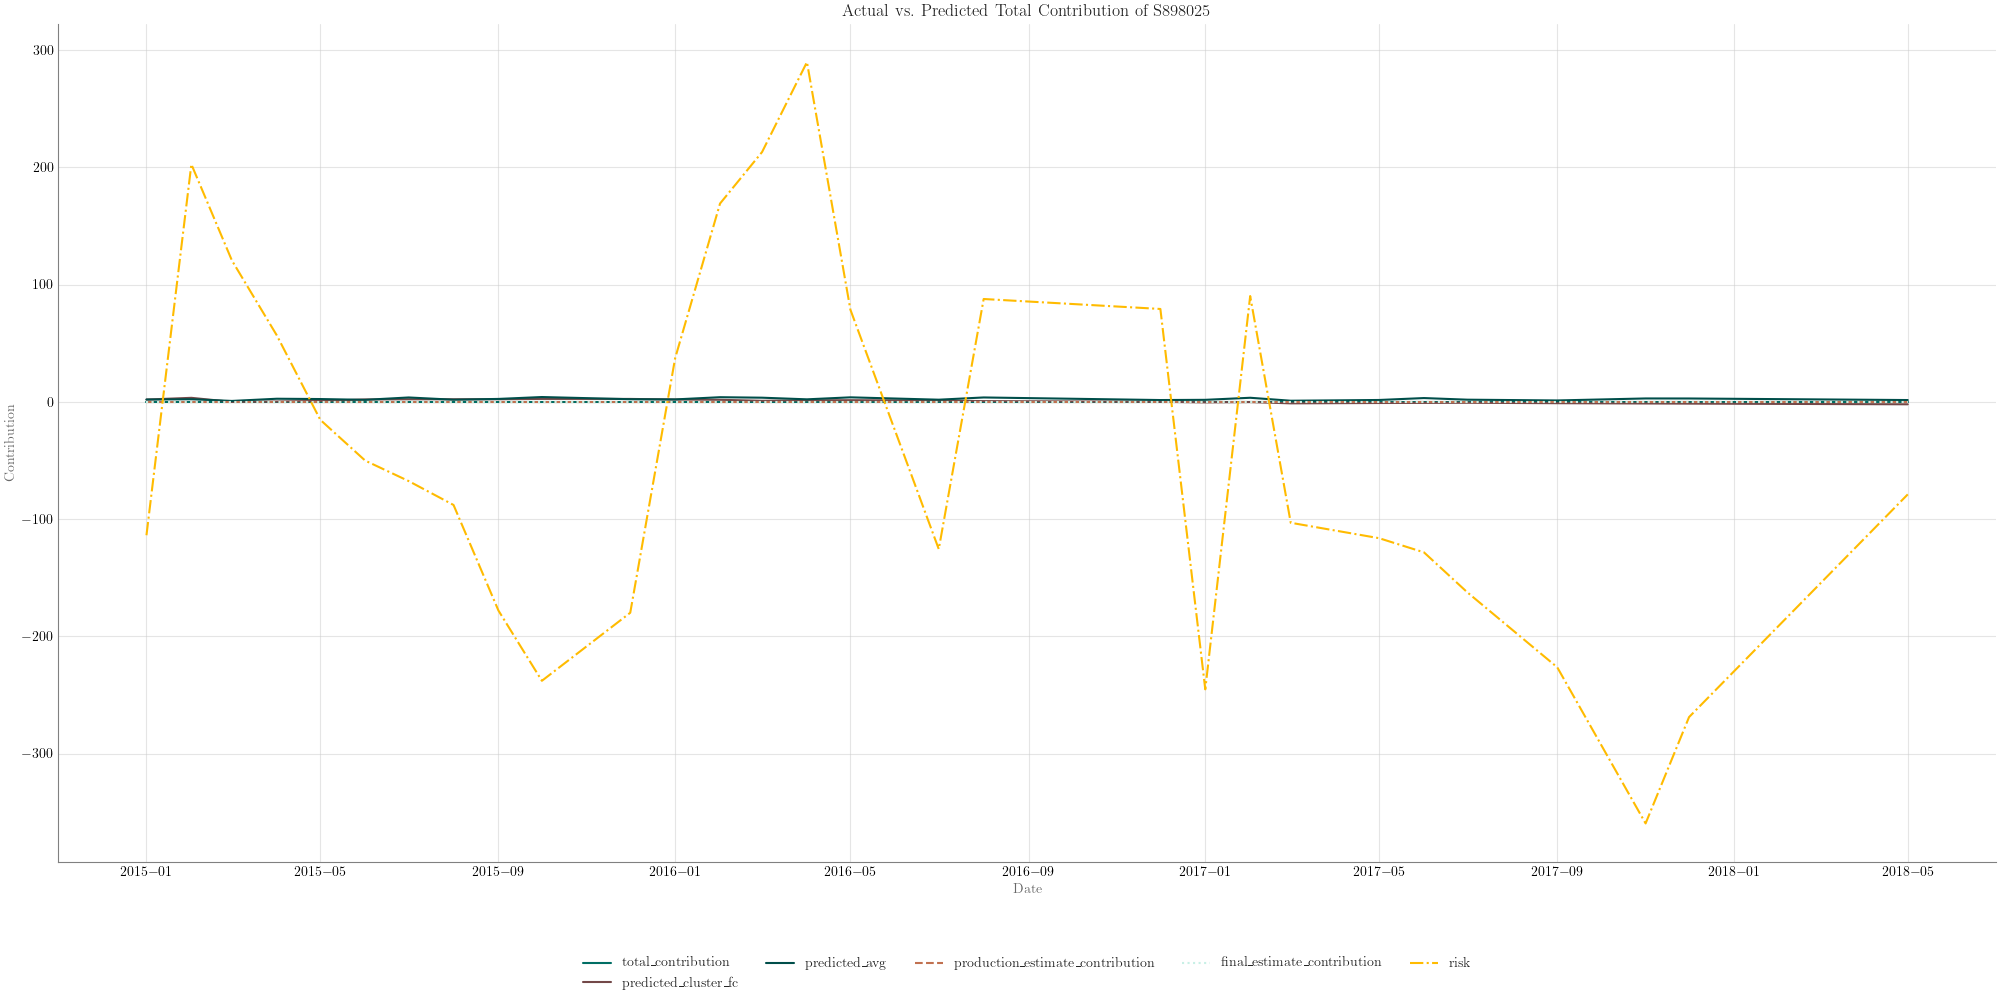 Actual vs. Predicted Total Contribution of S898025
300
200
100
0
−100
−200
−300
Contribution
2015−01 2015−05 2015−09 2016−01 2016−05 2016−09 2017−01 2017−05 2017−09 2018−01 2018−05
Date
total_contribution predicted_avg production_estimate_contribution final_estimate_contribution risk
predicted_cluster_fc